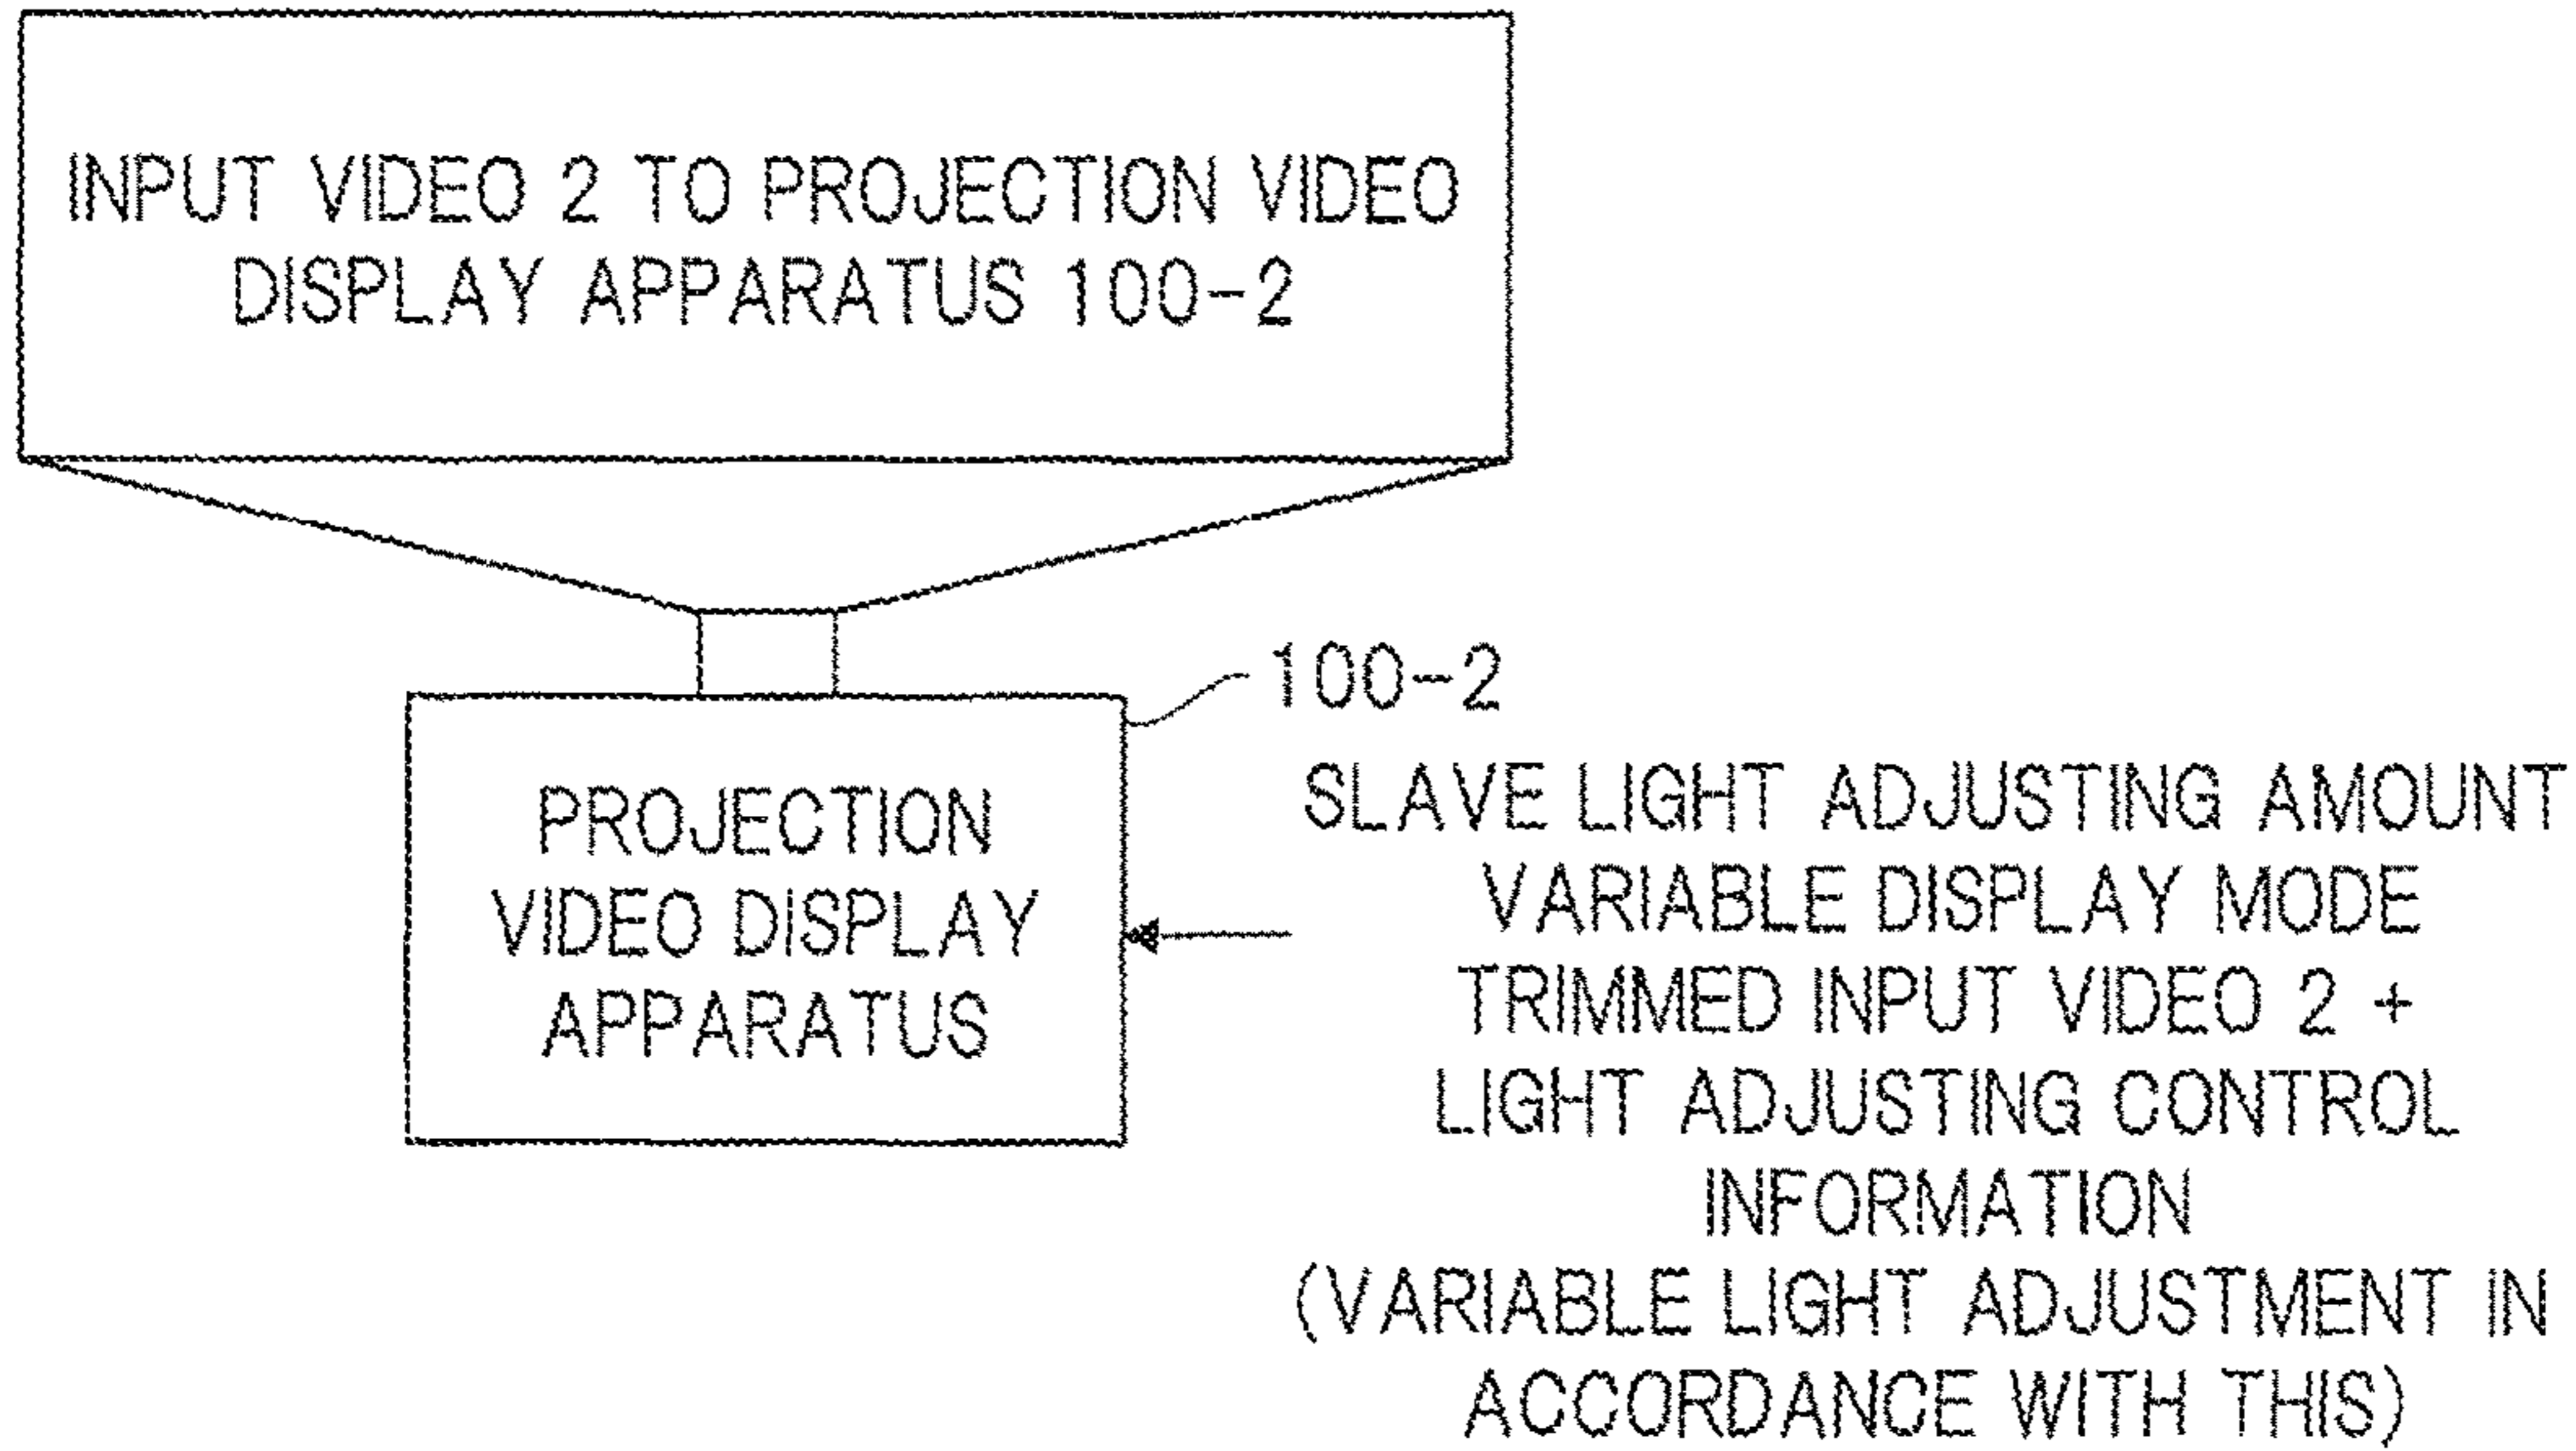 INPUT VIDEO 2 TO PROJECTION VIDEO
DISPLAY APPARATUS 100-2
100-2
PROJECTION
VIDEO DISPLAY
APPARATUS
SLAVE LIGHT ADJUSTING AMOUNT
VARIABLE DISPLAY MODE
TRIMMED INPUT VIDEO 2 +
LIGHT ADJUSTING CONTROL
INFORMATION
(VARIABLE LIGHT ADJUSTMENT IN
ACCORDANCE WITH THIS)